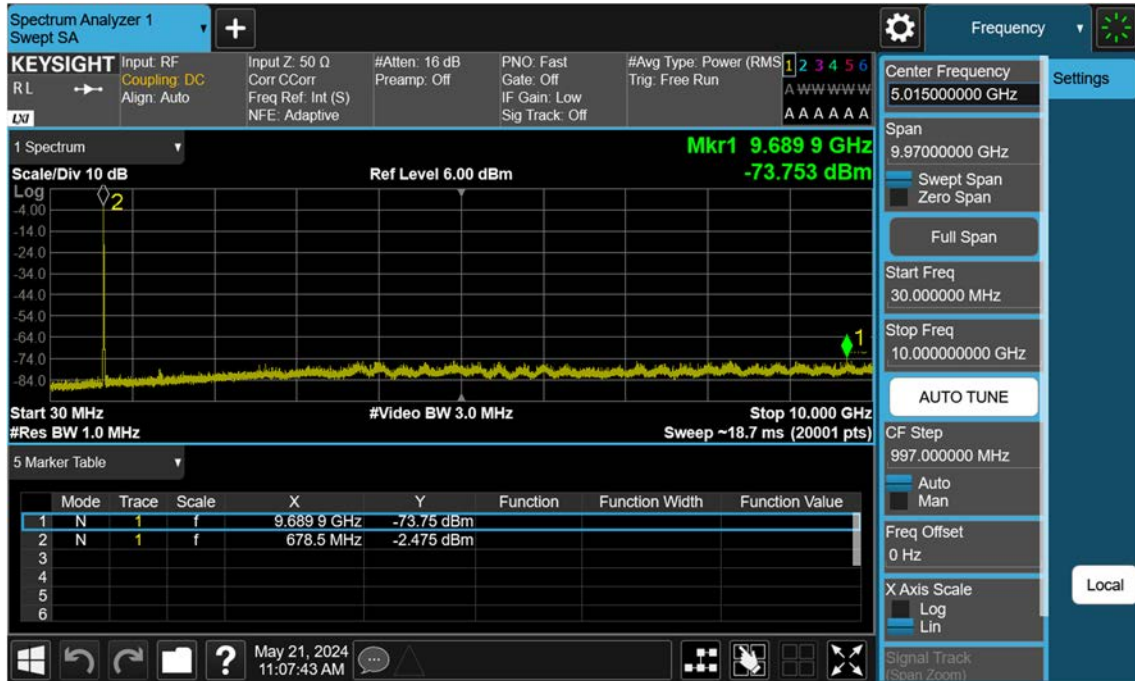 Spectrum Analyzer 1
Swept SA
+
Frequency
KEYSIGHT
R L
LXI
Input: RF
Coupling: DC
Align: Auto
Input Z: 50 Ω
Corr CCorr
Freq Ref: Int (S)
NFE: Adaptive
#Atten: 16 dB
Preamp: Off
PNO: Fast
Gate: Off
IF Gain: Low
Sig Track: Off
#Avg Type: Power (RMS
Trig: Free Run
1 2 3 4 5 6
A W W W W W
A A A A A A
1 Spectrum
Mkr1 9.689 9 GHz
Scale/Div 10 dB
Ref Level 6.00 dBm
-73.753 dBm
Log
2
-4.00
-14.0
-24.0
-34.0
-44.0
-54.0
-64.0
1
-74.0
-84.0
Start 30 MHz
#Video BW 3.0 MHz
Stop 10.000 GHz
#Res BW 1.0 MHz
Sweep ~18.7 ms (20001 pts)
5 Marker Table
Mode Trace Scale X Y Function Function Width Function Value
1 N 1 f 9.689 9 GHz -73.75 dBm
2 N 1 f 678.5 MHz -2.475 dBm
3
4
5
6
?
May 21, 2024
11:07:43 AM
Center Frequency
5.015000000 GHz
Settings
Span
9.97000000 GHz
Swept Span
Zero Span
Full Span
Start Freq
30.000000 MHz
Stop Freq
10.000000000 GHz
AUTO TUNE
CF Step
997.000000 MHz
Auto
Man
Freq Offset
0 Hz
X Axis Scale
Log
Lin
Local
Signal Track
(Span Zoom)